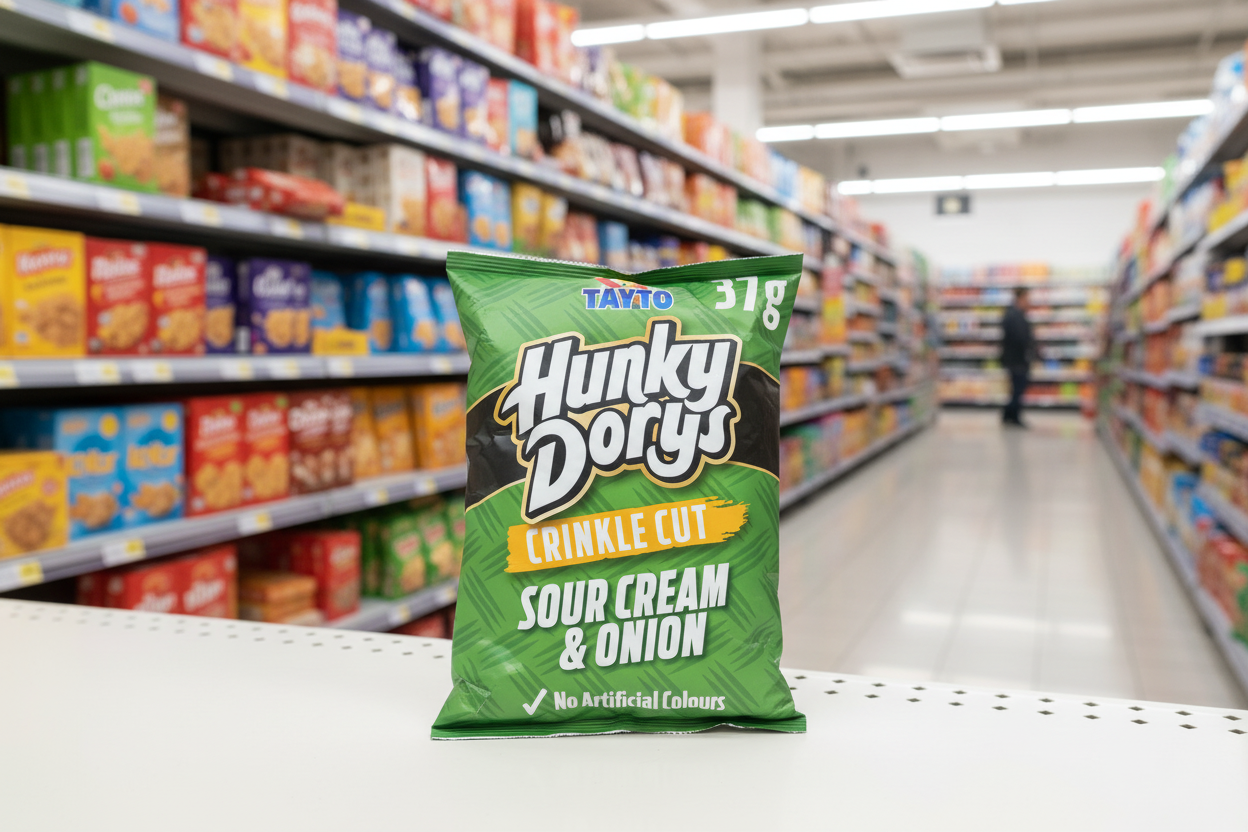 TAYTO
37g
Hunky
Dorys
CRINKLE CUT
SOUR CREAM
& ONION
No Artificial Colours